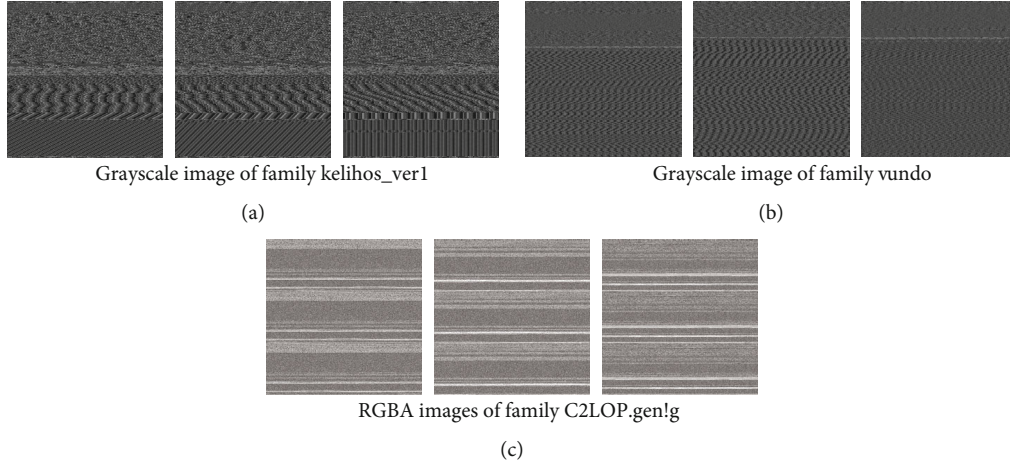 Grayscale image of family kelihos_ver1
(a)
Grayscale image of family vundo
(b)
RGBA images of family C2LOP.gen!g
(c)